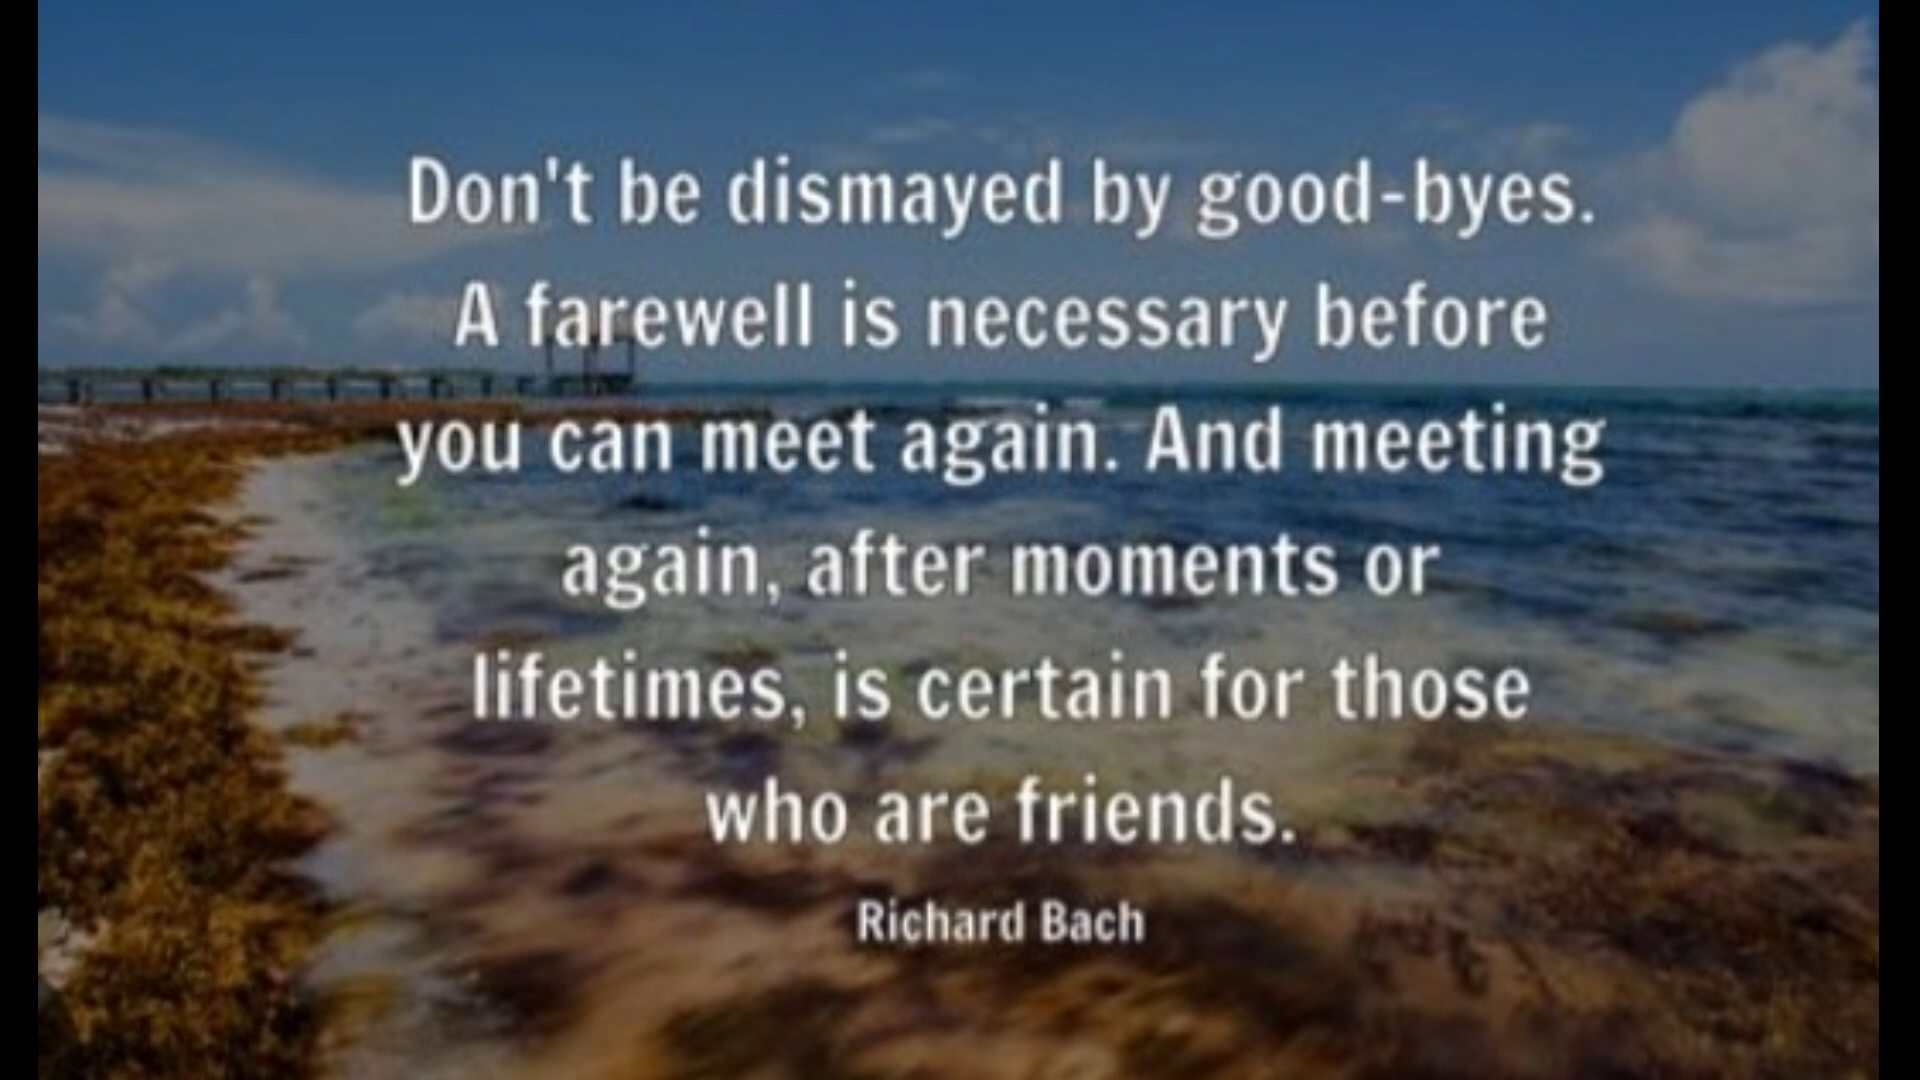 Don't be dismayed by good-byes.
A farewell is necessary before
you can meet again. And meeting
again, after moments or
lifetimes, is certain for those
who are friends.
Richard Bach